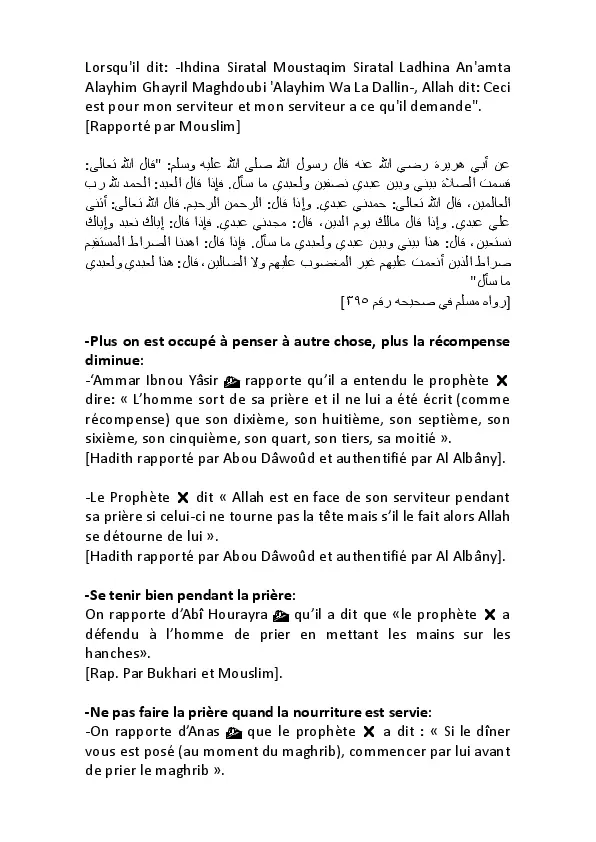 Lorsqu'il dit: -Ihdina Siratal Moustaqim Siratal Ladhina An'amta
Alayhim Ghayril Maghdoubi 'Alayhim Wa La Dallin-, Allah dit: Ceci
est pour mon serviteur et mon serviteur a ce qu'il demande".
[Rapporté par Mouslim]
عن أبي هريرة رضي الله عنه قال رسول الله صلى الله عليه وسلم: "قال الله تعالى:
قسمت الصلاة بيني وبين عبدي نصفين ولعبدي ما سأل. فإذا قال العبد: الحمد لله رب
العالمين، قال الله تعالى: حمدني عبدي. وإذا قال: الرحمن الرحيم. قال الله تعالى: أثنى
علي عبدي. وإذا قال مالك يوم الدين، قال: مجدني عبدي. فإذا قال: إياك نعبد وإياك
نستعين، قال: هذا بيني وبين عبدي ولعبدي ما سأل. فإذا قال: اهدنا الصراط المستقيم
صراط الذين أنعمت عليهم غير المغضوب عليهم ولا الضالين، قال: هذا لعبدي ولعبدي
ما سأل"
[رواه مسلم في صحيحه رقم ٣٩٥]
-Plus on est occupé à penser à autre chose, plus la récompense
diminue:
-‘Ammar Ibnou Yâsir rapporte qu’il a entendu le prophète
dire: « L’homme sort de sa prière et il ne lui a été écrit (comme
récompense) que son dixième, son huitième, son septième, son
sixième, son cinquième, son quart, son tiers, sa moitié ».
[Hadith rapporté par Abou Dâwoûd et authentifié par Al Albâny].
-Le Prophète dit « Allah est en face de son serviteur pendant
sa prière si celui-ci ne tourne pas la tête mais s’il le fait alors Allah
se détourne de lui ».
[Hadith rapporté par Abou Dâwoûd et authentifié par Al Albâny].
-Se tenir bien pendant la prière:
On rapporte d’Abî Hourayra qu’il a dit que «le prophète a
défendu à l’homme de prier en mettant les mains sur les
hanches».
[Rap. Par Bukhari et Mouslim].
-Ne pas faire la prière quand la nourriture est servie:
-On rapporte d’Anas que le prophète a dit : « Si le dîner
vous est posé (au moment du maghrib), commencer par lui avant
de prier le maghrib ».